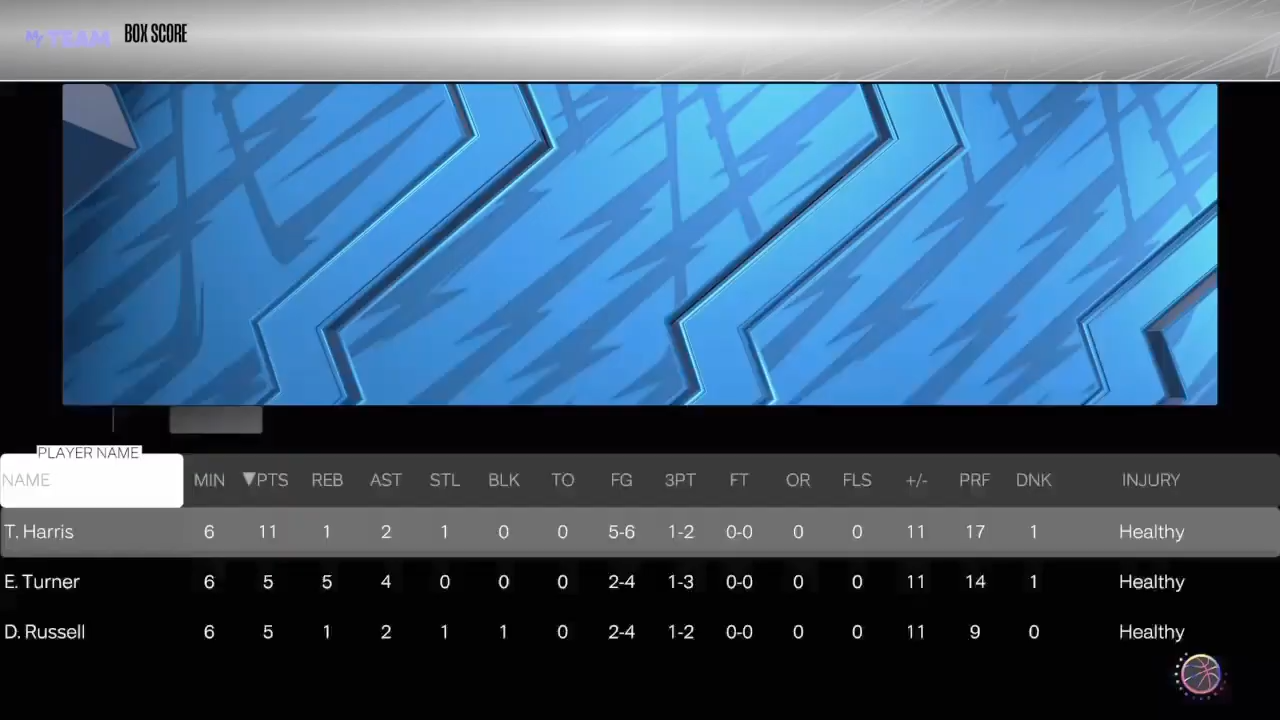 MyTEAM BOX SCORE
PLAYER NAME
NAME MIN ▼PTS REB AST STL BLK TO FG 3PT FT OR FLS +/- PRF DNK INJURY
T. Harris 6 11 1 2 1 0 0 5-6 1-2 0-0 0 0 11 17 1 Healthy
E. Turner 6 5 5 4 0 0 0 2-4 1-3 0-0 0 0 11 14 1 Healthy
D. Russell 6 5 1 2 1 1 0 2-4 1-2 0-0 0 0 11 9 0 Healthy